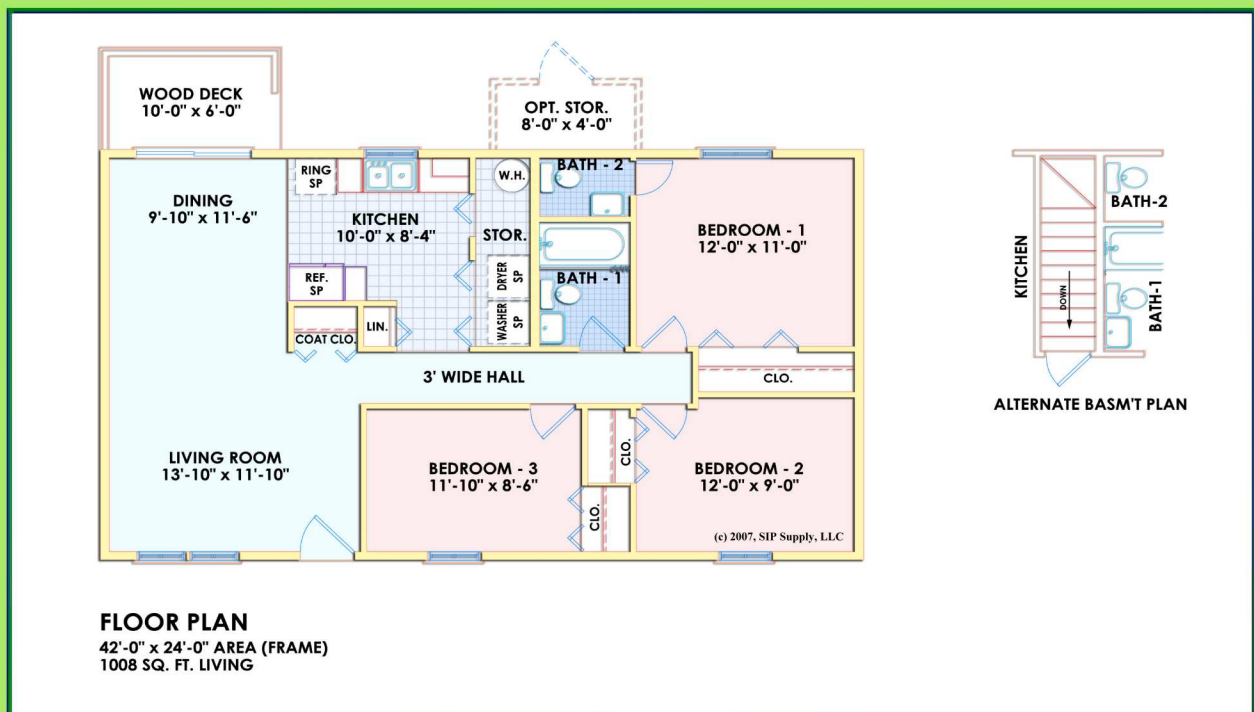 WOOD DECK
10'-0" x 6'-0"
OPT. STOR.
8'-0" x 4'-0"
DINING
9'-10" x 11'-6"
RING
SP
KITCHEN
10'-0" x 8'-4"
REF.
SP
COAT CLO.
LIN.
W.H.
STOR.
DRYER
SP
WASHER
SP
BATH - 2
BATH - 1
BEDROOM - 1
12'-0" x 11'-0"
CLO.
3' WIDE HALL
LIVING ROOM
13'-10" x 11'-10"
BEDROOM - 3
11'-10" x 8'-6"
CLO.
CLO.
BEDROOM - 2
12'-0" x 9'-0"
(c) 2007, SIP Supply, LLC
KITCHEN
DOWN
BATH-2
BATH-1
ALTERNATE BASM'T PLAN
FLOOR PLAN
42'-0" x 24'-0" AREA (FRAME)
1008 SQ. FT. LIVING